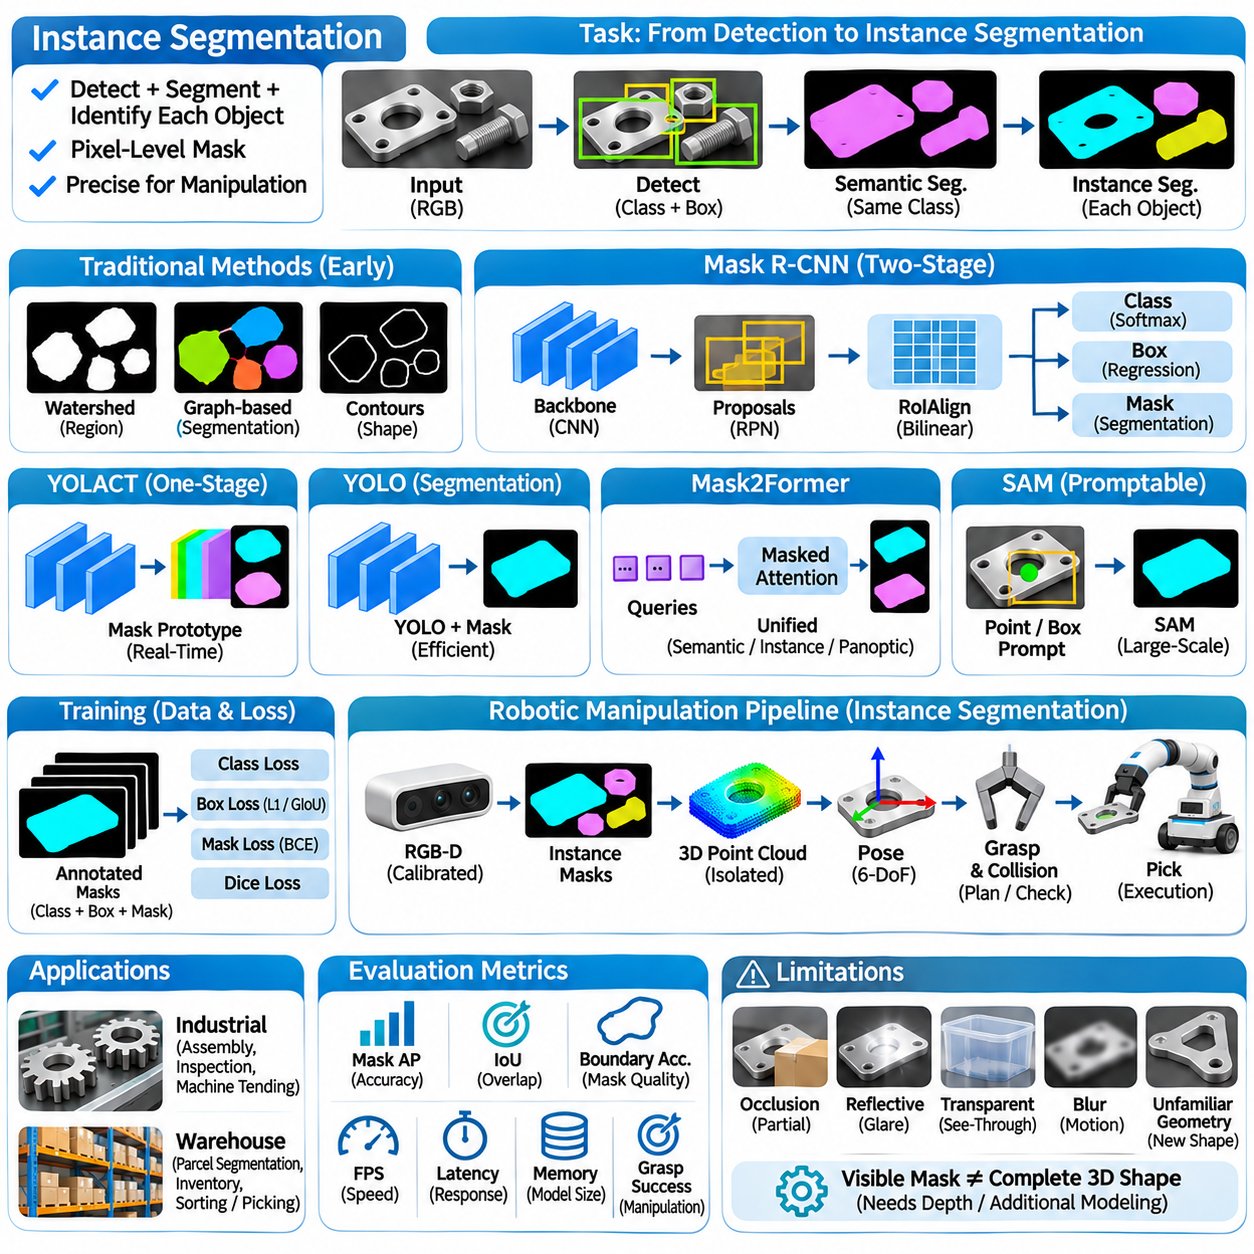 Instance Segmentation
Detect + Segment +
Identify Each Object
Pixel-Level Mask
Precise for Manipulation
Task: From Detection to Instance Segmentation
Input
(RGB)
Detect
(Class + Box)
Semantic Seg.
(Same Class)
Instance Seg.
(Each Object)
Traditional Methods (Early)
Watershed
(Region)
Graph-based
(Segmentation)
Contours
(Shape)
Mask R-CNN (Two-Stage)
Backbone
(CNN)
Proposals
(RPN)
RoIAlign
(Bilinear)
Class
(Softmax)
Box
(Regression)
Mask
(Segmentation)
YOLACT (One-Stage)
Mask Prototype
(Real-Time)
YOLO (Segmentation)
YOLO + Mask
(Efficient)
Mask2Former
Queries
Masked
Attention
Unified
(Semantic / Instance / Panoptic)
SAM (Promptable)
Point / Box
Prompt
SAM
(Large-Scale)
Training (Data & Loss)
Annotated
Masks
(Class + Box + Mask)
Class Loss
Box Loss (L1 / GIoU)
Mask Loss (BCE)
Dice Loss
Robotic Manipulation Pipeline (Instance Segmentation)
RGB-D
(Calibrated)
Instance
Masks
3D Point Cloud
(Isolated)
Pose
(6-DoF)
Grasp
& Collision
(Plan / Check)
Pick
(Execution)
Applications
Industrial
(Assembly,
Inspection,
Machine Tending)
Warehouse
(Parcel Segmentation,
Inventory,
Sorting / Picking)
Evaluation Metrics
Mask AP
(Accuracy)
IoU
(Overlap)
Boundary Acc.
(Mask Quality)
FPS
(Speed)
Latency
(Response)
Memory
(Model Size)
Grasp
Success
(Manipulation)
Limitations
Occlusion
(Partial)
Reflective
(Glare)
Transparent
(See-Through)
Blur
(Motion)
Unfamiliar
Geometry
(New Shape)
Visible Mask ≠ Complete 3D Shape
(Needs Depth / Additional Modeling)